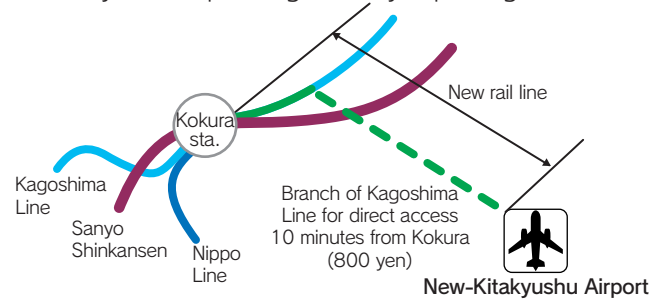 Kokura
sta.
New rail line
Kagoshima
Line
Sanyo
Shinkansen
Nippo
Line
Branch of Kagoshima
Line for direct access
10 minutes from Kokura
(800 yen)
New-Kitakyushu Airport